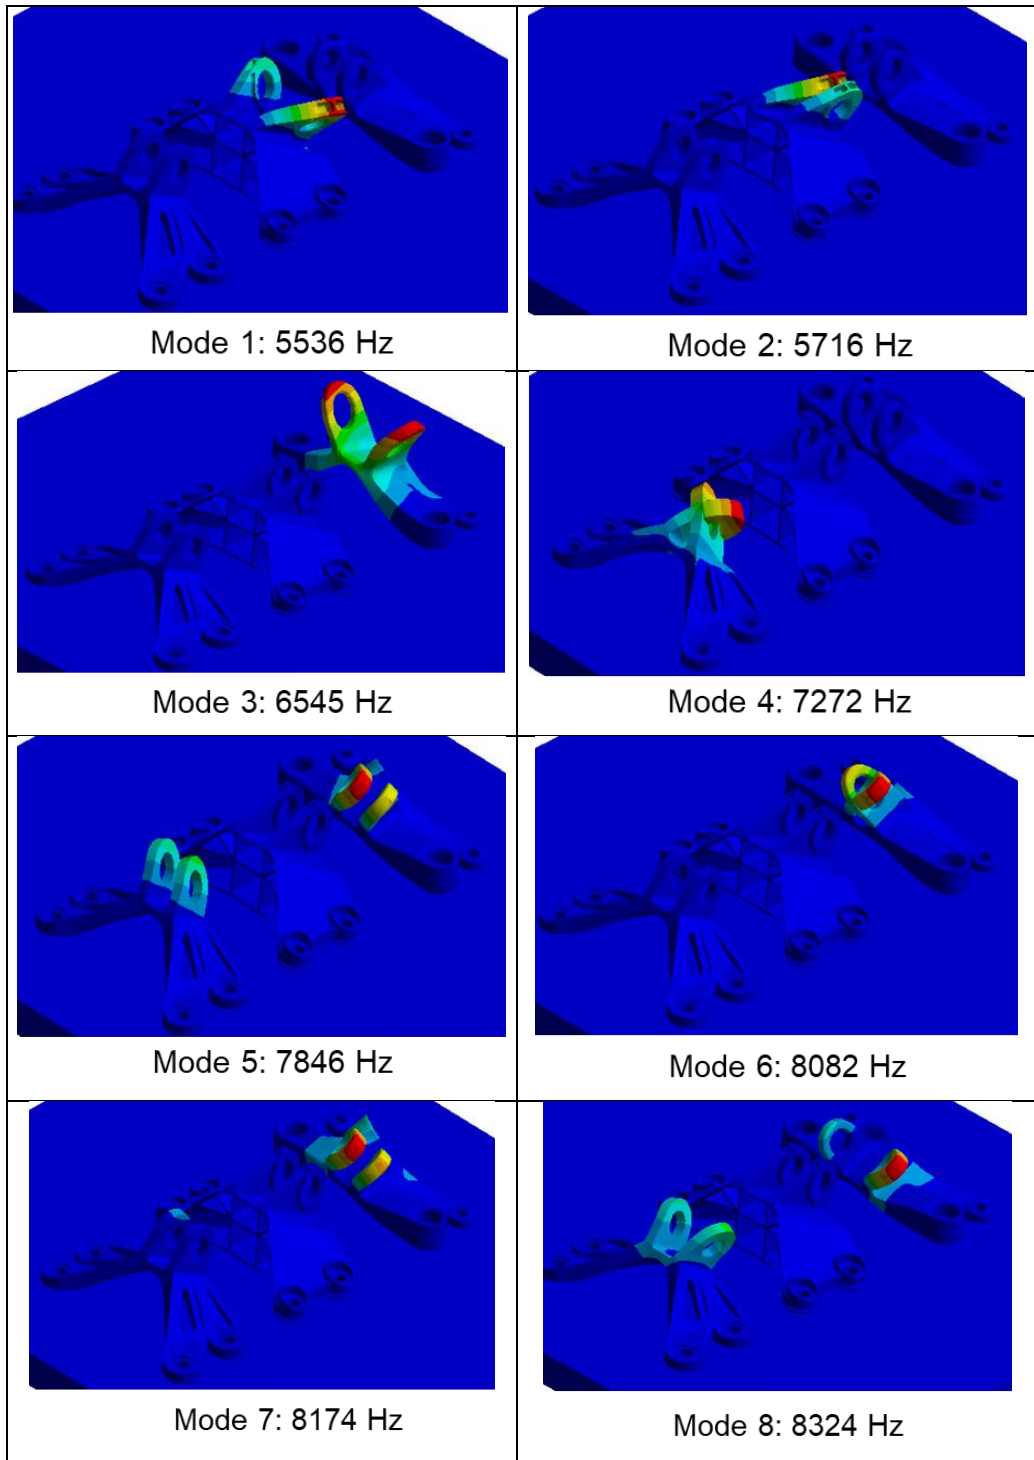 Mode 1: 5536 Hz
Mode 2: 5716 Hz
Mode 3: 6545 Hz
Mode 4: 7272 Hz
Mode 5: 7846 Hz
Mode 6: 8082 Hz
Mode 7: 8174 Hz
Mode 8: 8324 Hz